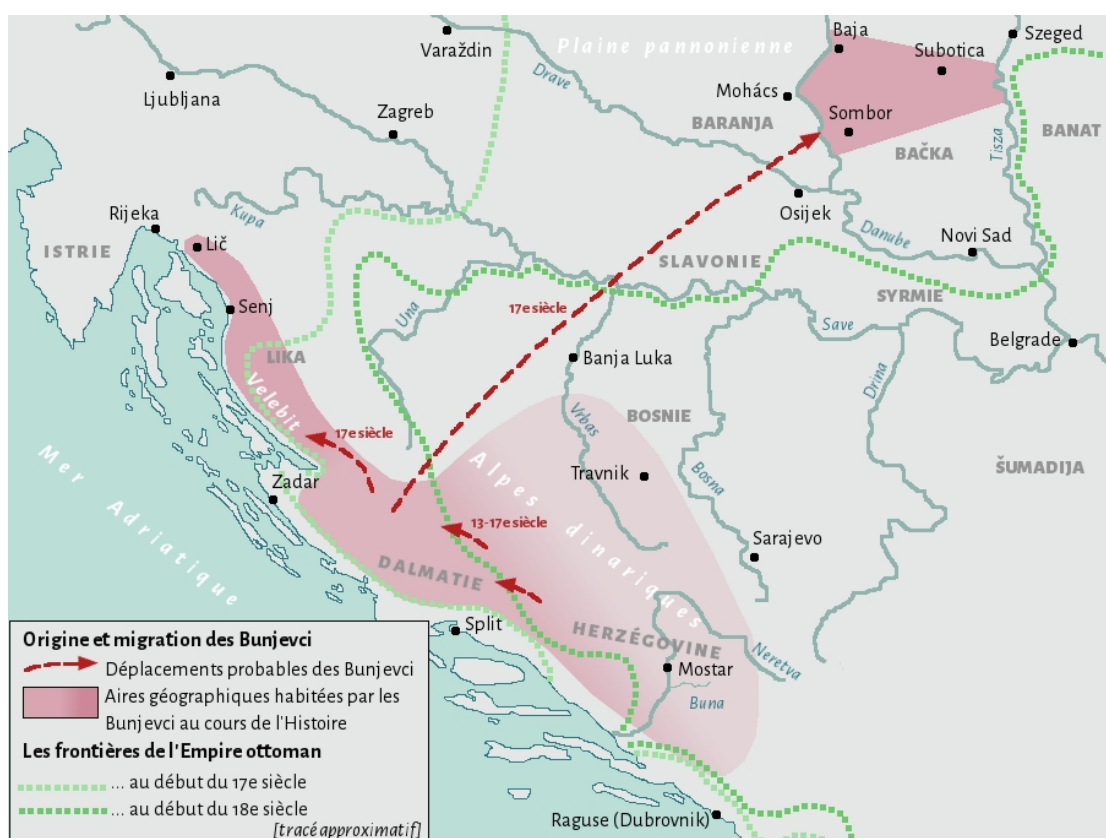 Plaine pannonienne
Varaždin
Ljubljana
Zagreb
Drave
Mohács
BARANJA
Baja
Subotica
Szeged
Sombor
BAČKA
Tisza
BANAT
Rijeka
ISTRIE
Lič
Kupa
Osijek
Danube
Novi Sad
SLAVONIE
SYRMIE
Senj
Una
17e siècle
Save
Belgrade
LIKA
Velebit
Banja Luka
BOSNIE
Vrbas
Drina
17e siècle
Zadar
Alpes dinariques
Travnik
Bosna
ŠUMADIJA
Mer Adriatique
13-17e siècle
Sarajevo
DALMATIE
Split
HERZÉGOVINE
Mostar
Neretva
Buna
Raguse (Dubrovnik)
Origine et migration des Bunjevci
Déplacements probables des Bunjevci
Aires géographiques habitées par les
Bunjevci au cours de l'Histoire
Les frontières de l'Empire ottoman
... au début du 17e siècle
... au début du 18e siècle
[tracé approximatif]